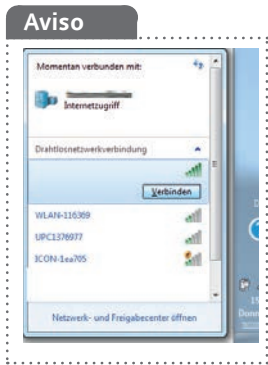 Aviso
Momentan verbunden mit:
Internetzugriff
Drahtlosnetzwerkverbindung
Verbinden
WLAN-116369
UPC1376977
ICON-1ea705
Netzwerk- und Freigabecenter öffnen